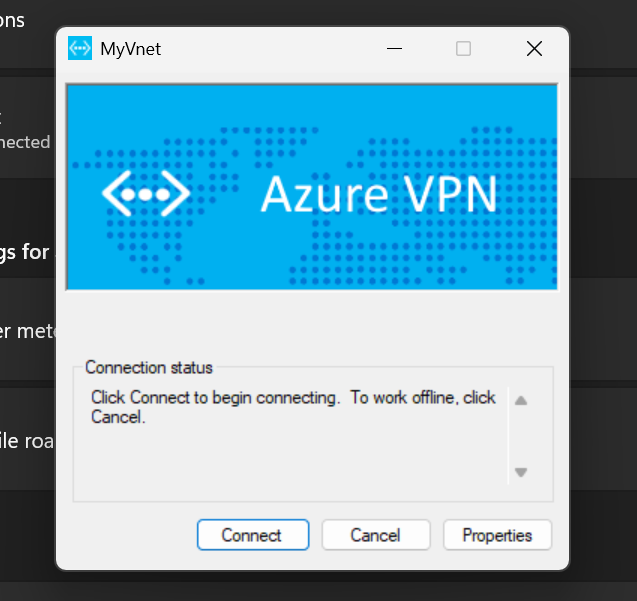 ons
MyVnet
nected
Azure VPN
gs for
er met
Connection status
Click Connect to begin connecting. To work offline, click
Cancel.
ile roa
Connect
Cancel
Properties